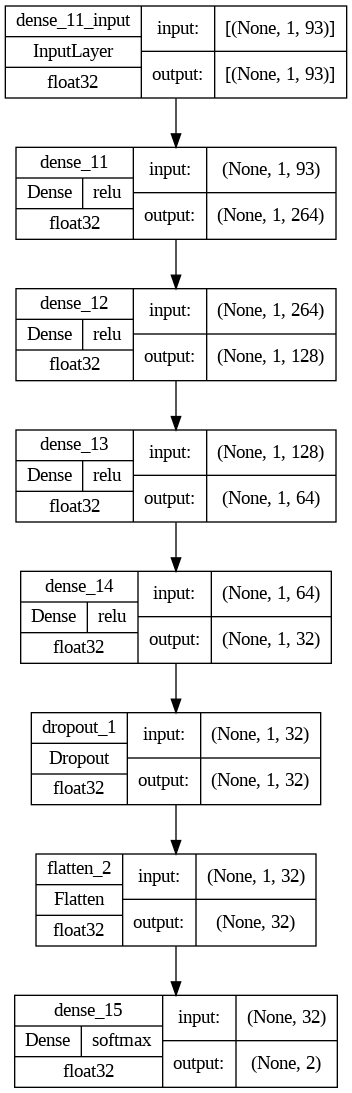 dense_11_input input: [(None, 1, 93)]
InputLayer
float32 output: [(None, 1, 93)]
dense_11 input: (None, 1, 93)
Dense relu
float32 output: (None, 1, 264)
dense_12 input: (None, 1, 264)
Dense relu
float32 output: (None, 1, 128)
dense_13 input: (None, 1, 128)
Dense relu
float32 output: (None, 1, 64)
dense_14 input: (None, 1, 64)
Dense relu
float32 output: (None, 1, 32)
dropout_1 input: (None, 1, 32)
Dropout
float32 output: (None, 1, 32)
flatten_2 input: (None, 1, 32)
Flatten
float32 output: (None, 32)
dense_15 input: (None, 32)
Dense softmax
float32 output: (None, 2)